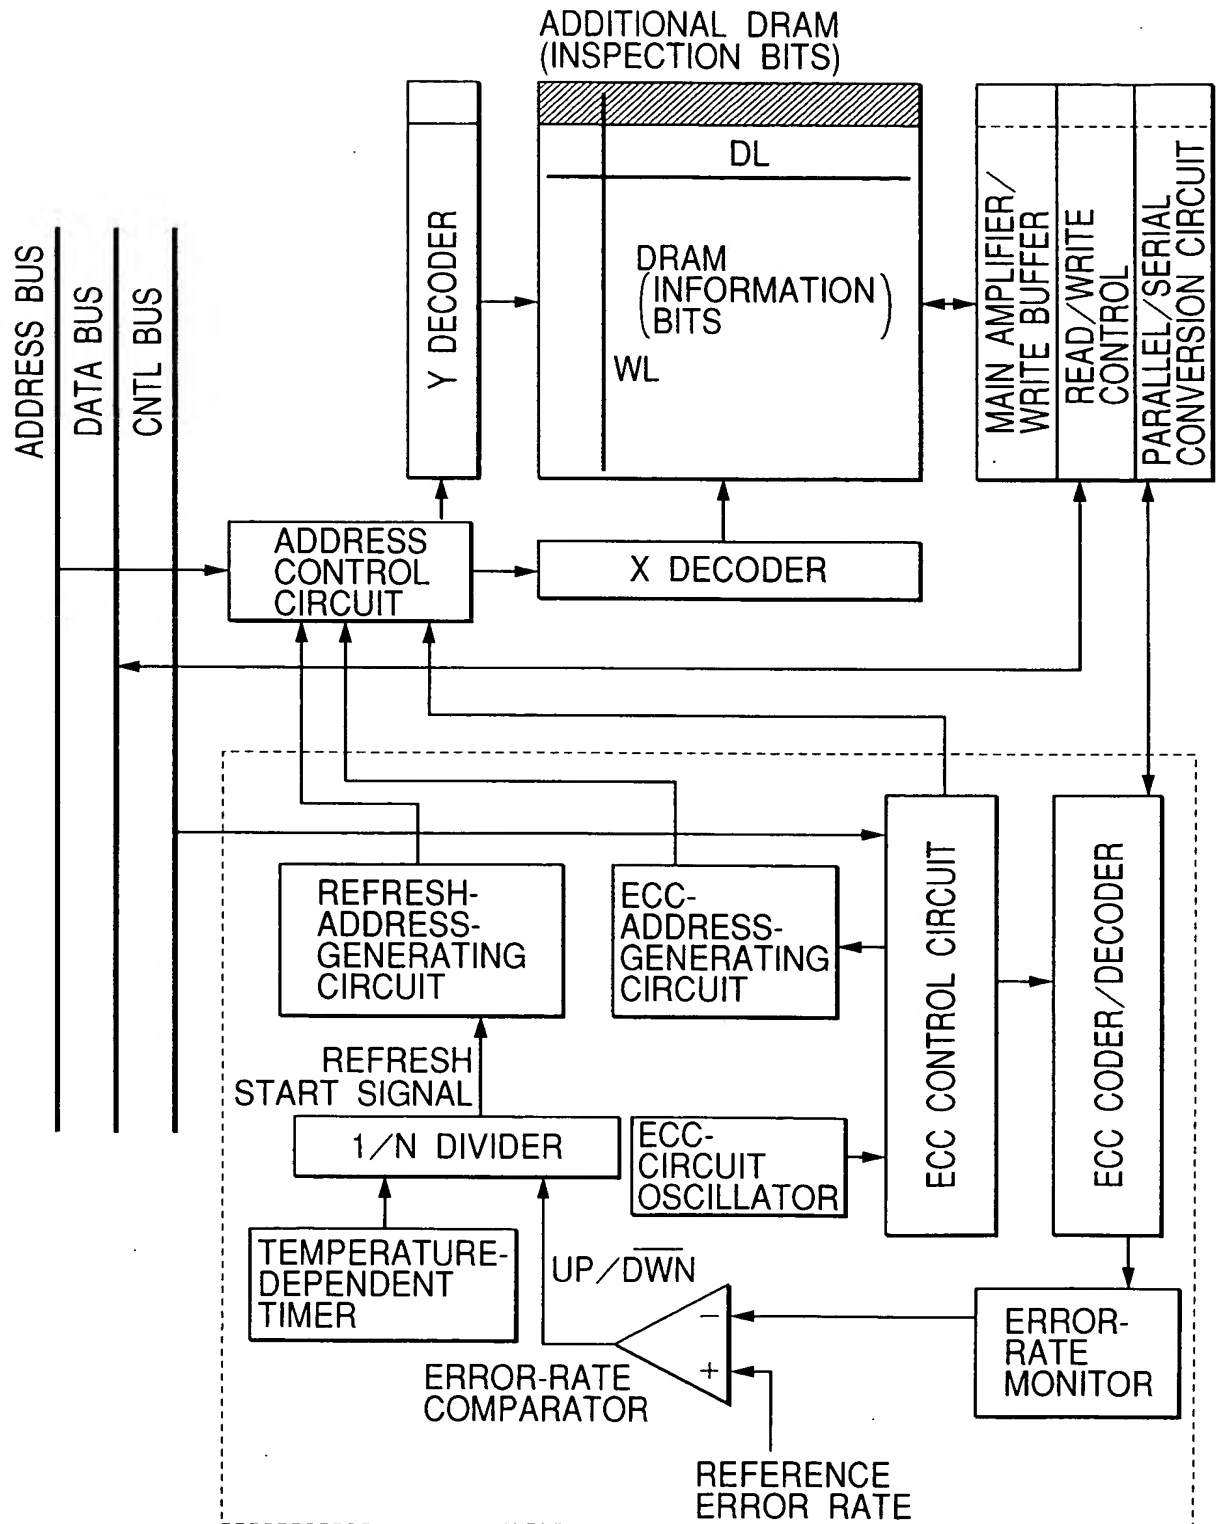 ADDITIONAL DRAM
(INSPECTION BITS)
ADDRESS BUS
DATA BUS
CNTL BUS
Y DECODER
DL
DRAM
(INFORMATION)
BITS
WL
MAIN AMPLIFIER/
WRITE BUFFER
READ/WRITE
CONTROL
PARALLEL/SERIAL
CONVERSION CIRCUIT
ADDRESS
CONTROL
CIRCUIT
X DECODER
REFRESH-
ADDRESS-
GENERATING
CIRCUIT
ECC-
ADDRESS-
GENERATING
CIRCUIT
ECC CONTROL CIRCUIT
ECC CODER/DECODER
REFRESH
START SIGNAL
1/N DIVIDER
ECC-
CIRCUIT
OSCILLATOR
TEMPERATURE-
DEPENDENT
TIMER
UP/D̅W̅N̅
−
+
ERROR-RATE
COMPARATOR
ERROR-
RATE
MONITOR
REFERENCE
ERROR RATE